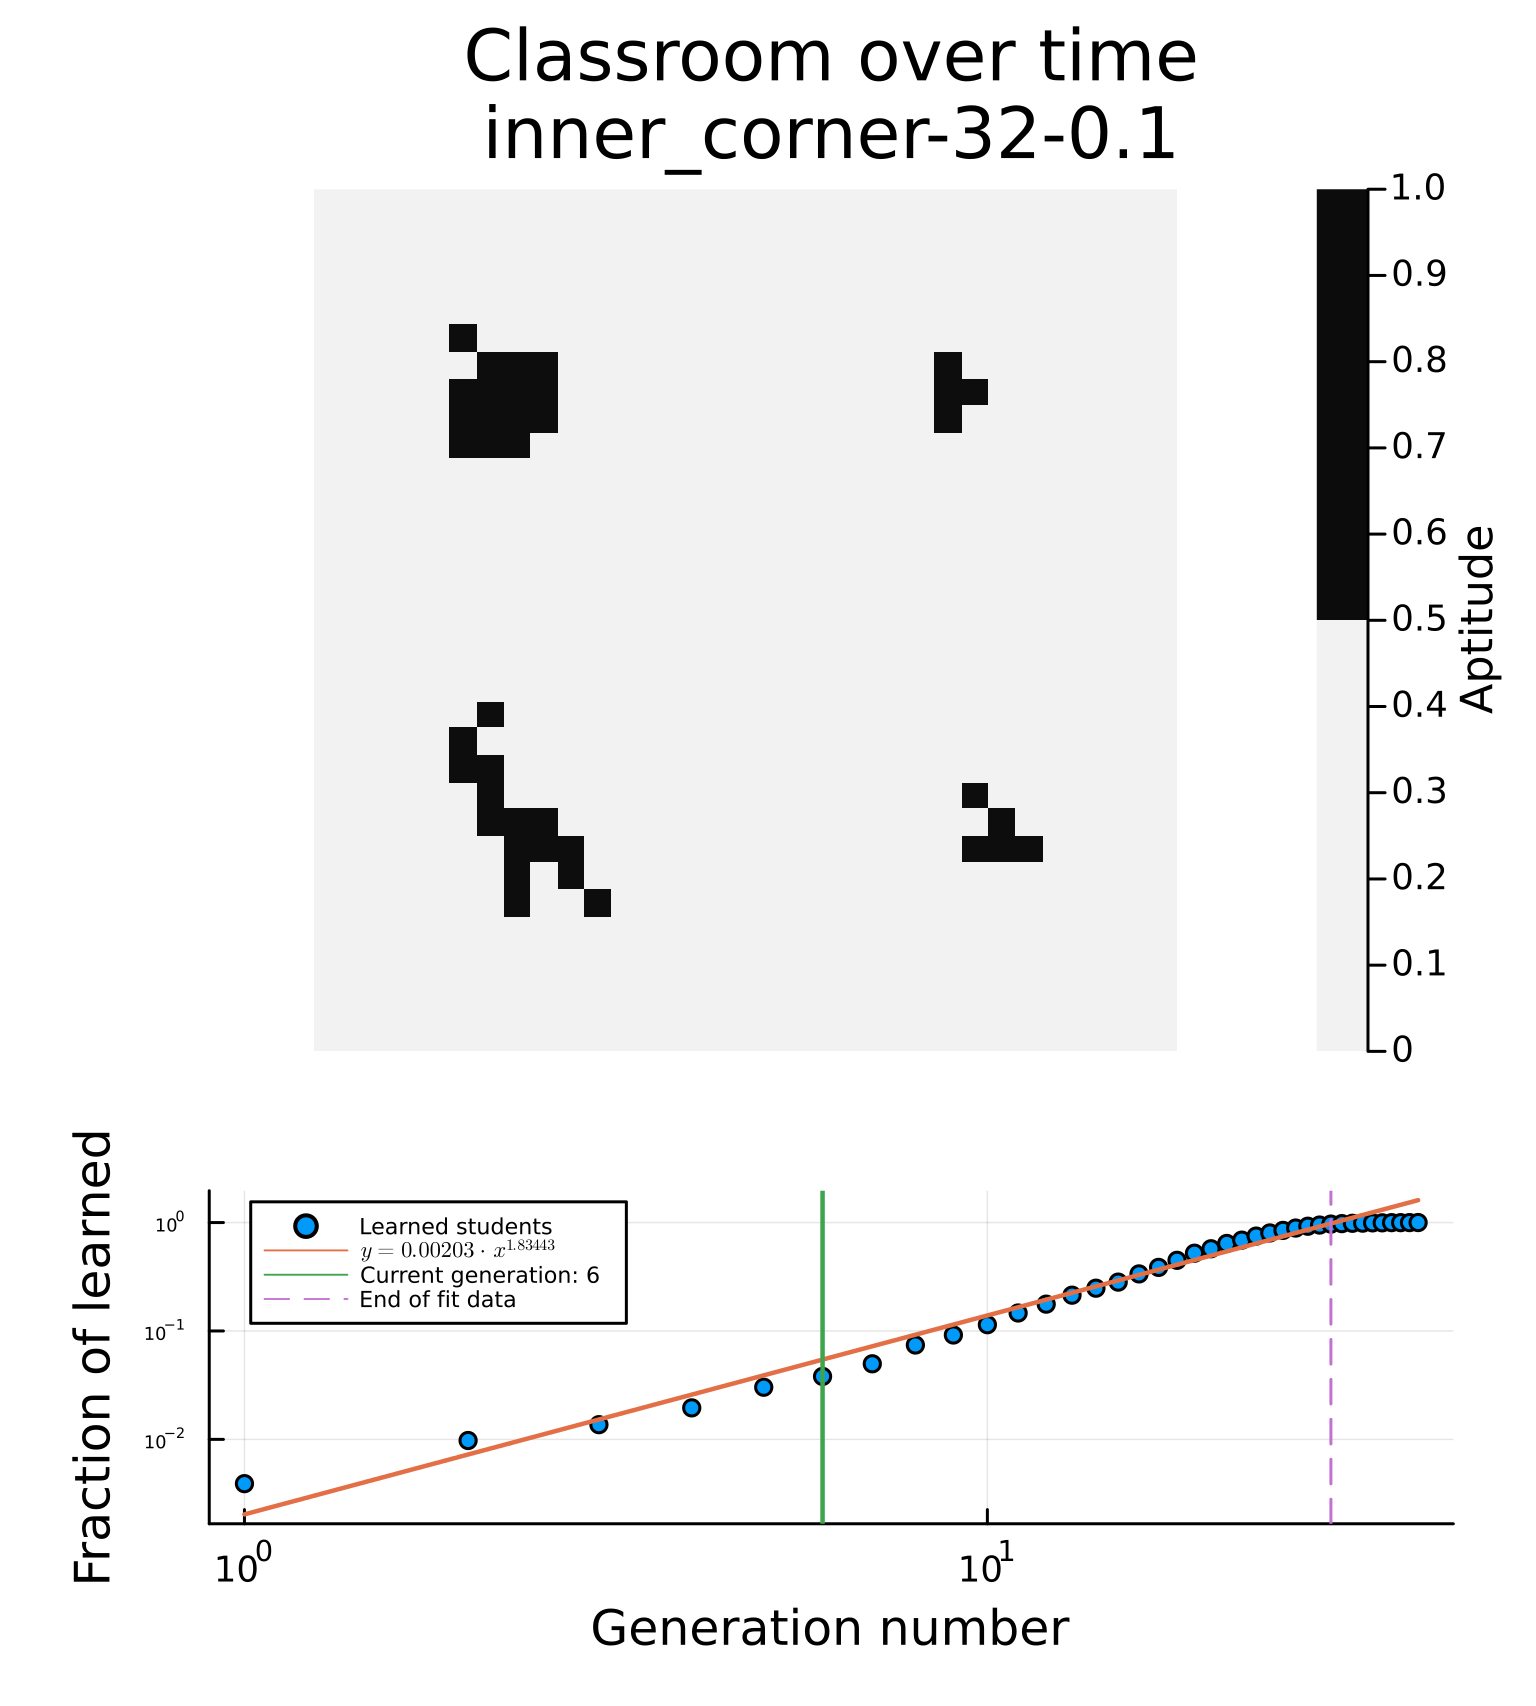 Classroom over time
inner_corner-32-0.1
1.0
0.9
0.8
0.7
0.6
0.5
0.4
0.3
0.2
0.1
0
Aptitude
Fraction of learned
10^0
10^-1
10^-2
Learned students
y = 0.00203 · x^1.83443
Current generation: 6
End of fit data
10^0
10^1
Generation number